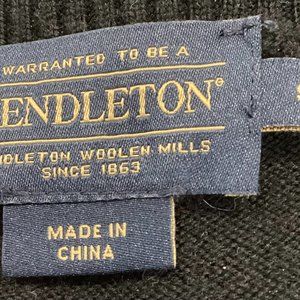 WARRANTED TO BE A
ENDLETON®
NDLETON WOOLEN MILLS
SINCE 1863
MADE IN
CHINA